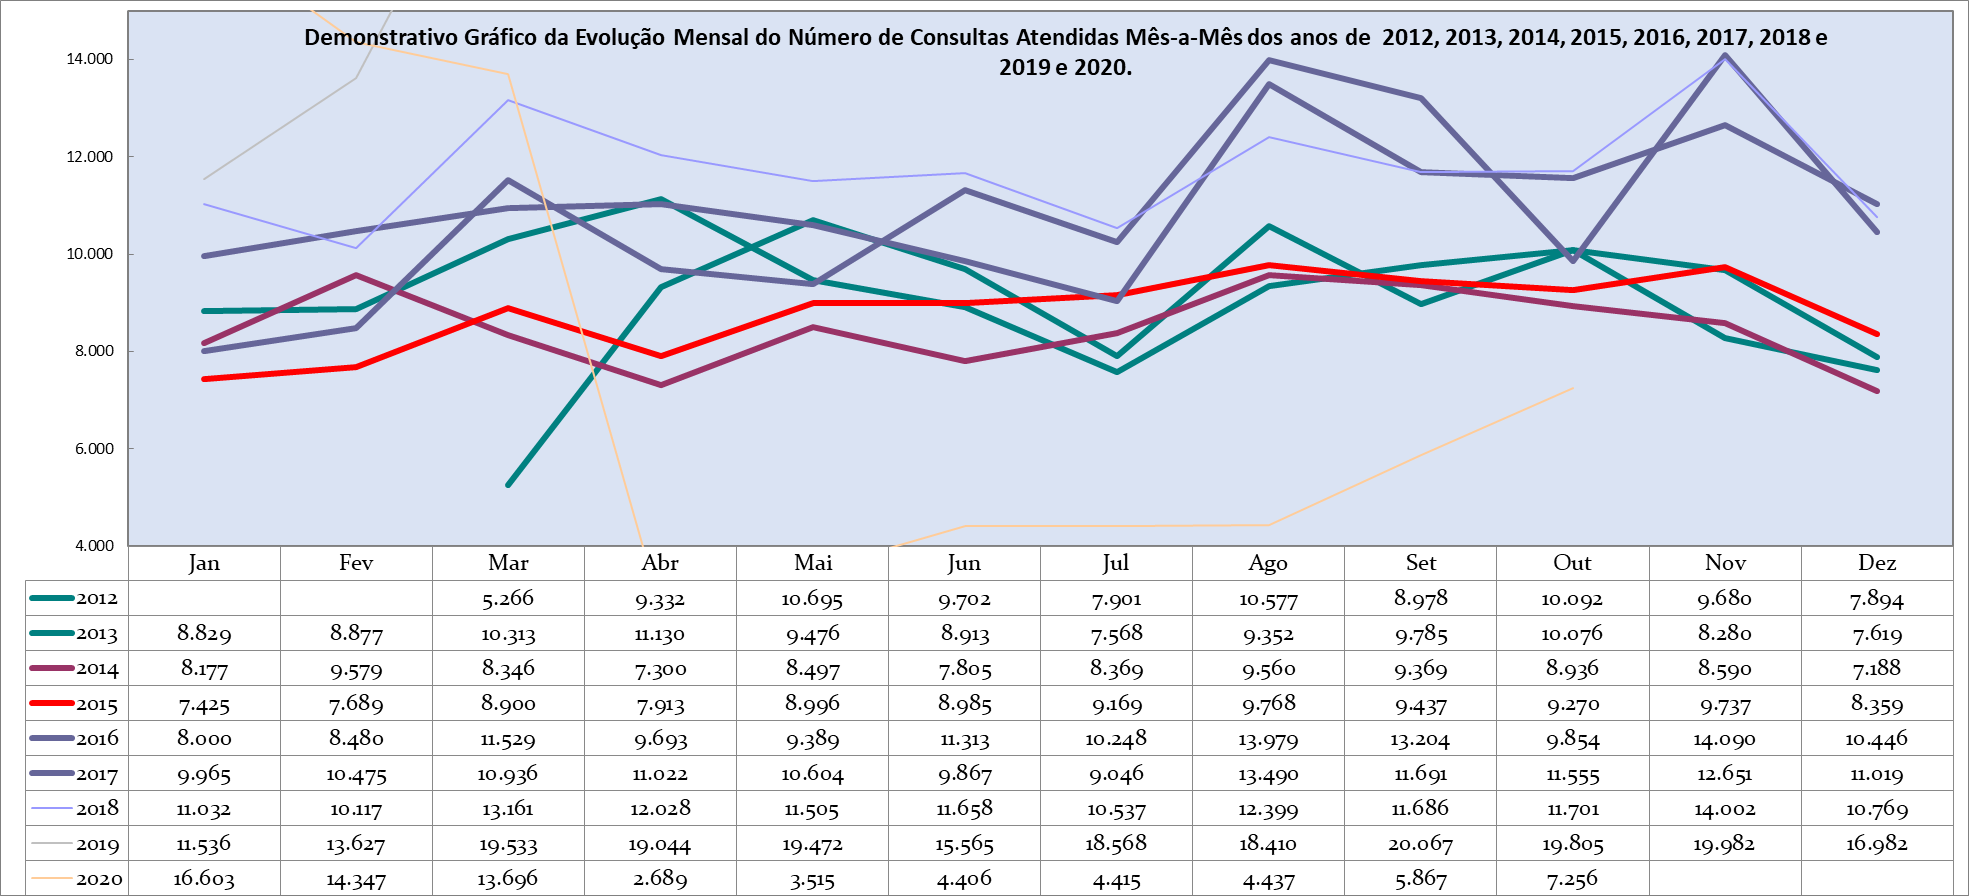 Demonstrativo Gráfico da Evolução Mensal do Número de Consultas Atendidas Mês-a-Mês dos anos de 2012, 2013, 2014, 2015, 2016, 2017, 2018 e
2019 e 2020.
14.000
12.000
10.000
8.000
6.000
4.000
Jan Fev Mar Abr Mai Jun Jul Ago Set Out Nov Dez
2012 5.266 9.332 10.695 9.702 7.901 10.577 8.978 10.092 9.680 7.894
2013 8.829 8.877 10.313 11.130 9.476 8.913 7.568 9.352 9.785 10.076 8.280 7.619
2014 8.177 9.579 8.346 7.300 8.497 7.805 8.369 9.560 9.369 8.936 8.590 7.188
2015 7.425 7.689 8.900 7.913 8.996 8.985 9.169 9.768 9.437 9.270 9.737 8.359
2016 8.000 8.480 11.529 9.693 9.389 11.313 10.248 13.979 13.204 9.854 14.090 10.446
2017 9.965 10.475 10.936 11.022 10.604 9.867 9.046 13.490 11.691 11.555 12.651 11.019
2018 11.032 10.117 13.161 12.028 11.505 11.658 10.537 12.399 11.686 11.701 14.002 10.769
2019 11.536 13.627 19.533 19.044 19.472 15.565 18.568 18.410 20.067 19.805 19.982 16.982
2020 16.603 14.347 13.696 2.689 3.515 4.406 4.415 4.437 5.867 7.256